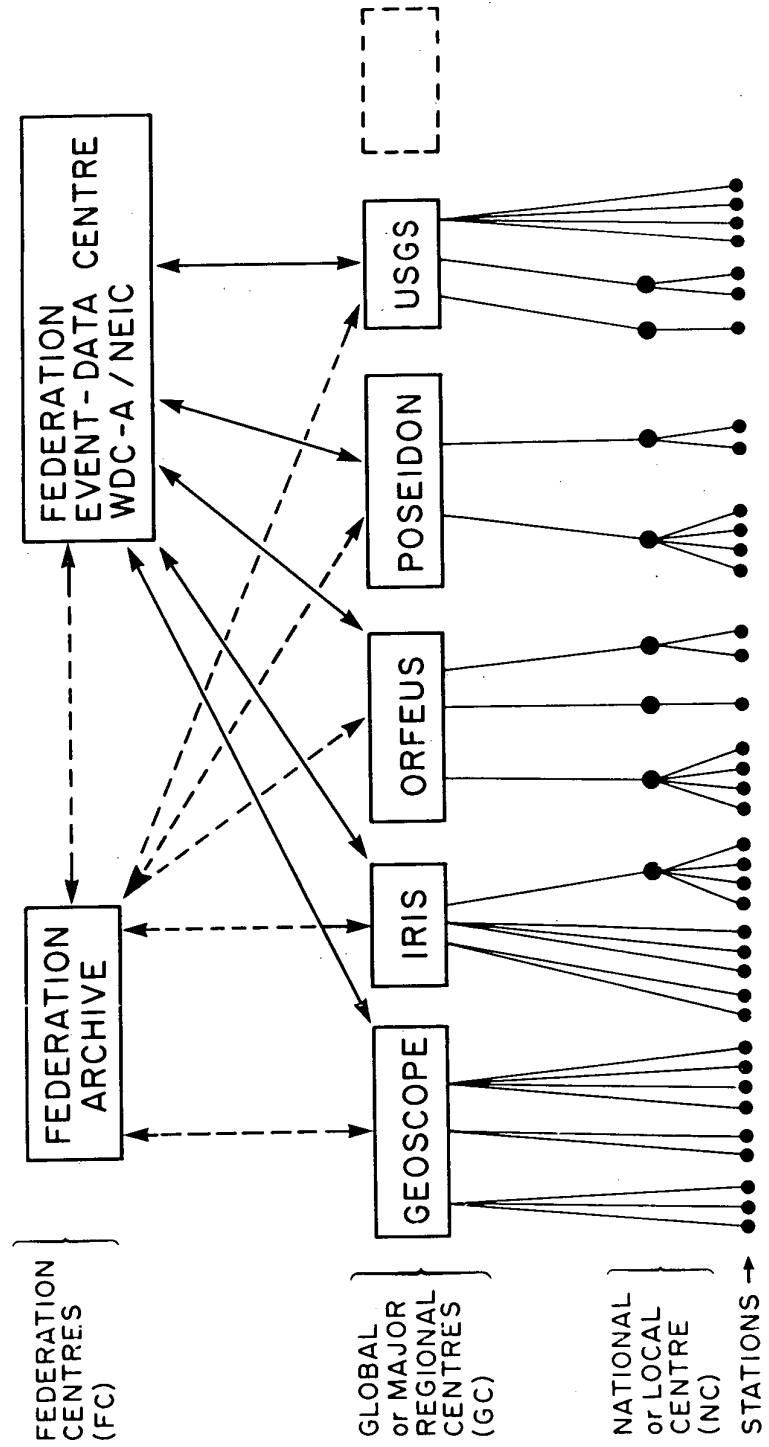 FEDERATION
CENTRES
(FC)
FEDERATION
ARCHIVE
FEDERATION
EVENT-DATA CENTRE
WDC-A / NEIC
GLOBAL
or MAJOR
REGIONAL
CENTRES
(GC)
GEOSCOPE
IRIS
ORFEUS
POSEIDON
USGS
NATIONAL
or LOCAL
CENTRE
(NC)
STATIONS →